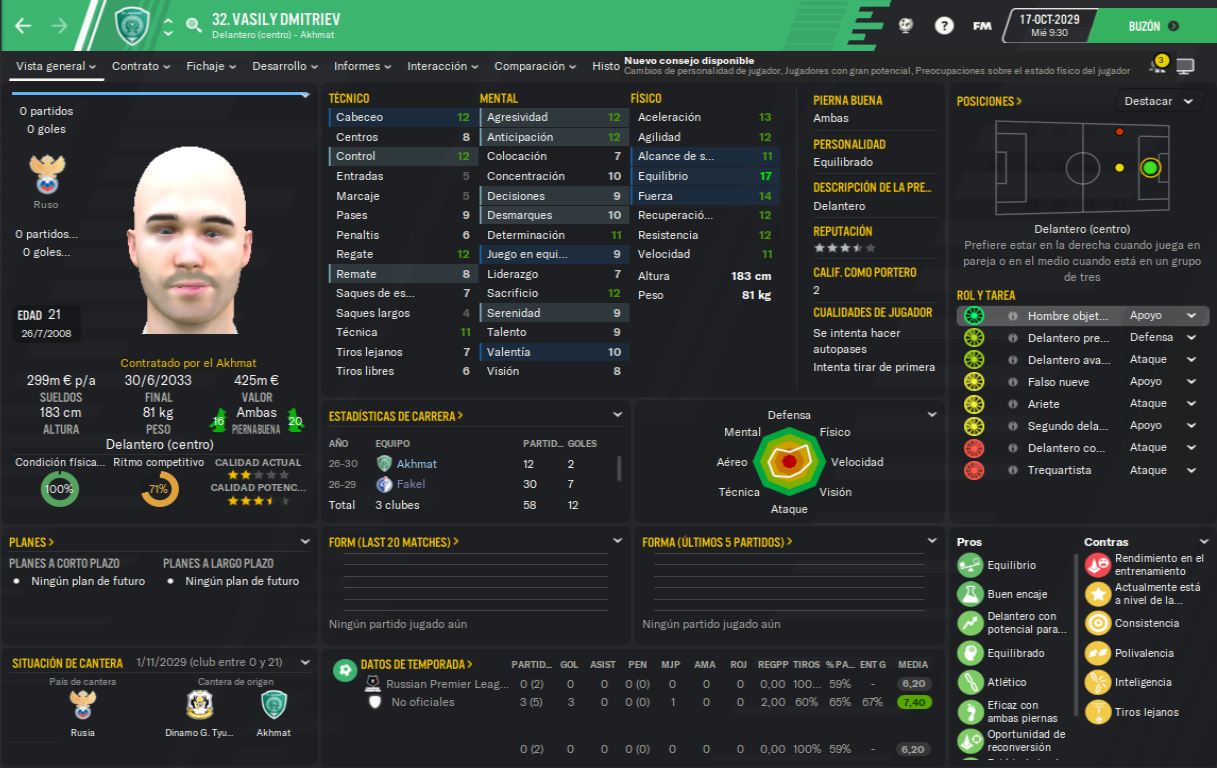 32. VASILY DMITRIEV
Delantero (centro) - Akhmat
FM
17-OCT-2029
Mié 9:30
BUZÓN
Vista general
Contrato
Fichaje
Desarrollo
Informes
Interacción
Comparación
Histo
Nuevo consejo disponible
Cambios de personalidad de jugador, Jugadores con gran potencial, Preocupaciones sobre el estado físico del jugador
3
0 partidos
0 goles
Ruso
0 partidos...
0 goles...
EDAD 21
26/7/2008
Contratado por el Akhmat
299m € p/a 30/6/2033 425m €
SUELDOS FINAL VALOR
183 cm 81 kg 16 Ambas 20
ALTURA PESO PIERNA BUENA
Delantero (centro)
Condición física... Ritmo competitivo CALIDAD ACTUAL
100% 71% CALIDAD POTENC...
TÉCNICO
Cabeceo 12
Centros 8
Control 12
Entradas 5
Marcaje 5
Pases 9
Penaltis 6
Regate 12
Remate 8
Saques de es... 7
Saques largos 4
Técnica 11
Tiros lejanos 7
Tiros libres 6
MENTAL
Agresividad 12
Anticipación 12
Colocación 7
Concentración 10
Decisiones 9
Desmarques 10
Determinación 11
Juego en equi... 9
Liderazgo 7
Sacrificio 12
Serenidad 9
Talento 9
Valentía 10
Visión 8
FÍSICO
Aceleración 13
Agilidad 12
Alcance de s... 11
Equilibrio 17
Fuerza 14
Recuperació... 12
Resistencia 12
Velocidad 11
Altura 183 cm
Peso 81 kg
PIERNA BUENA
Ambas
PERSONALIDAD
Equilibrado
DESCRIPCIÓN DE LA PRE...
Delantero
REPUTACIÓN
CALIF. COMO PORTERO
2
CUALIDADES DE JUGADOR
Se intenta hacer
autopases
Intenta tirar de primera
POSICIONES >
Destacar
Delantero (centro)
Prefiere estar en la derecha cuando juega en
pareja o en el medio cuando está en un grupo
de tres
ROL Y TAREA
Hombre objet... Apoyo
Delantero pre... Defensa
Delantero ava... Ataque
Falso nueve Apoyo
Ariete Ataque
Segundo dela... Apoyo
Delantero co... Ataque
Trequartista Ataque
ESTADÍSTICAS DE CARRERA >
AÑO EQUIPO PARTID... GOLES
26-30 Akhmat 12 2
26-29 Fakel 30 7
Total 3 clubes 58 12
Defensa
Mental Físico
Aéreo Velocidad
Técnica Visión
Ataque
PLANES >
PLANES A CORTO PLAZO PLANES A LARGO PLAZO
• Ningún plan de futuro • Ningún plan de futuro
FORM (LAST 20 MATCHES) >
Ningún partido jugado aún
FORMA (ÚLTIMOS 5 PARTIDOS) >
Ningún partido jugado aún
Pros
Equilibrio
Buen encaje
Delantero con
potencial para...
Equilibrado
Atlético
Eficaz con
ambas piernas
Oportunidad de
reconversión
Contras
Rendimiento en el
entrenamiento
Actualmente está
a nivel de la...
Consistencia
Polivalencia
Inteligencia
Tiros lejanos
SITUACIÓN DE CANTERA 1/11/2029 (club entre 0 y 21)
País de cantera Cantera de origen
Rusia Dinamo G. Tyu... Akhmat
DATOS DE TEMPORADA > PARTID... GOL ASIST PEN MJP AMA ROJ REGPP TIROS % PA... ENT G MEDIA
Russian Premier Leag... 0 (2) 0 0 0 (0) 0 0 0 0,00 100... 59% - 6,20
No oficiales 3 (5) 3 0 0 (0) 1 0 0 2,00 60% 65% 67% 7,40
0 (2) 0 0 0 (0) 0 0 0 0,00 100% 59% - 6,20